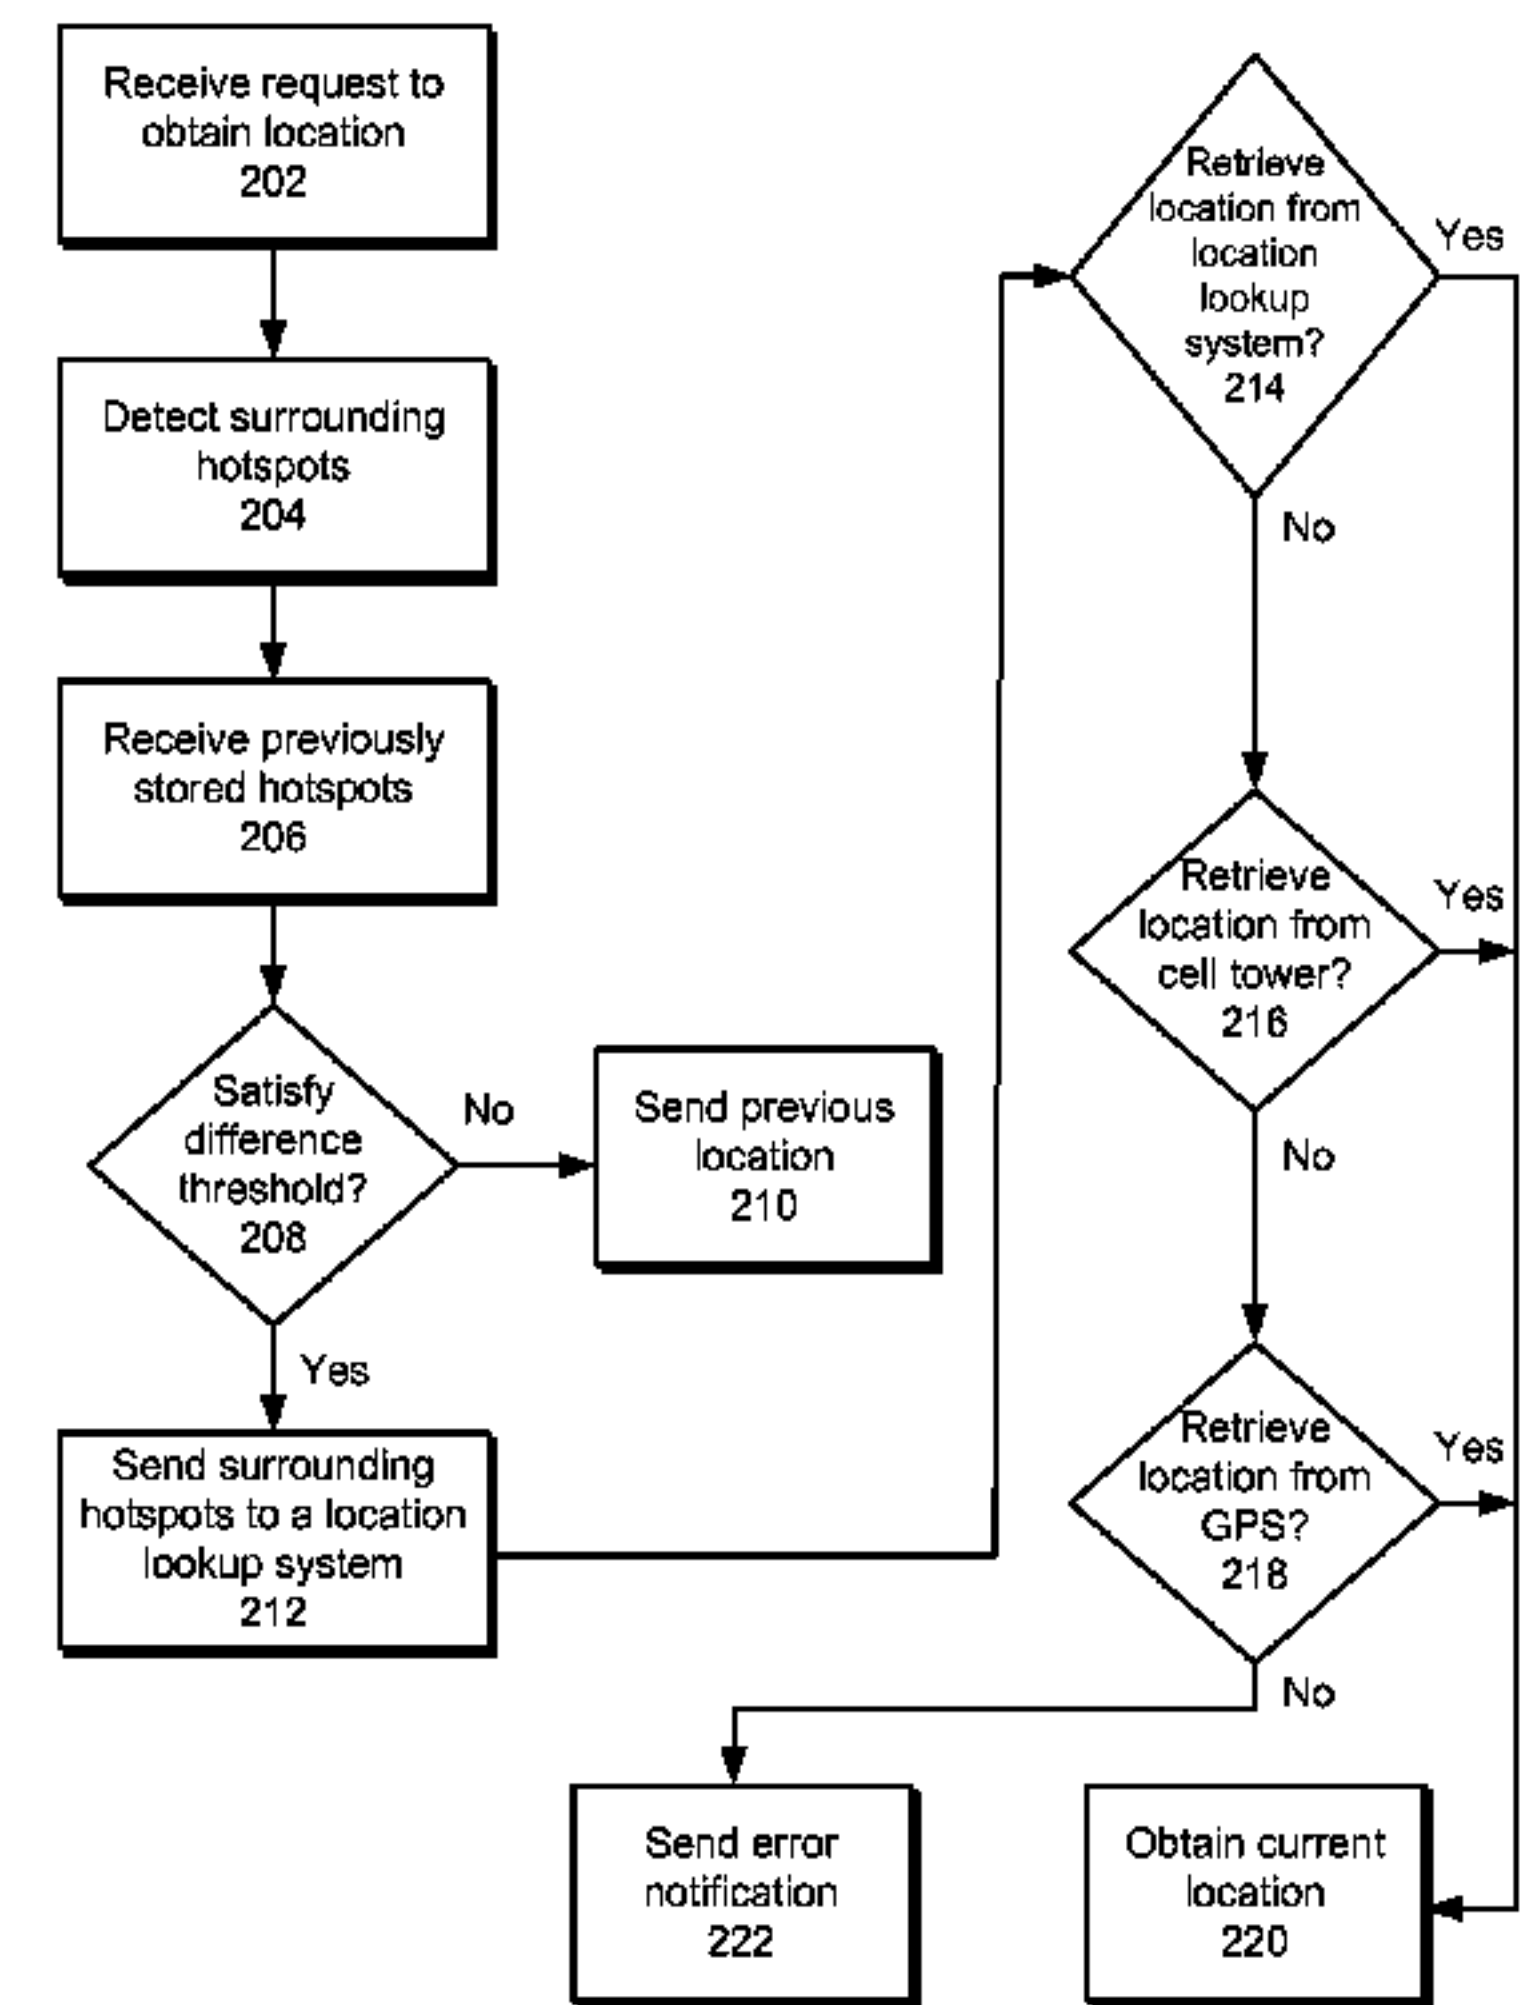 Receive request to
obtain location
202
Detect surrounding
hotspots
204
Receive previously
stored hotspots
206
Satisfy
difference
threshold?
208
No
Send previous
location
210
Yes
Send surrounding
hotspots to a location
lookup system
212
Retrieve
location from
location
lookup
system?
214
Yes
No
Retrieve
location from
cell tower?
216
Yes
No
Retrieve
location from
GPS?
218
Yes
No
Send error
notification
222
Obtain current
location
220